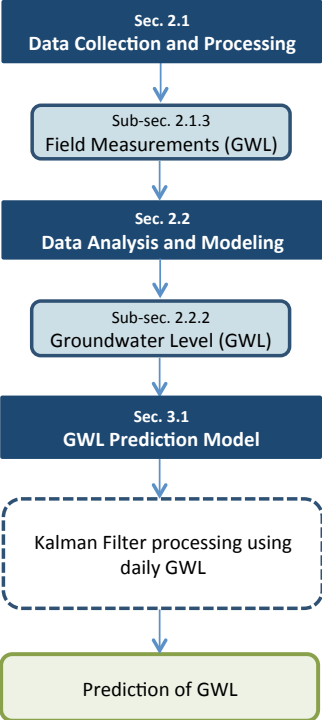 Sec. 2.1
Data Collection and Processing
Sub-sec. 2.1.3
Field Measurements (GWL)
Sec. 2.2
Data Analysis and Modeling
Sub-sec. 2.2.2
Groundwater Level (GWL)
Sec. 3.1
GWL Prediction Model
Kalman Filter processing using
daily GWL
Prediction of GWL